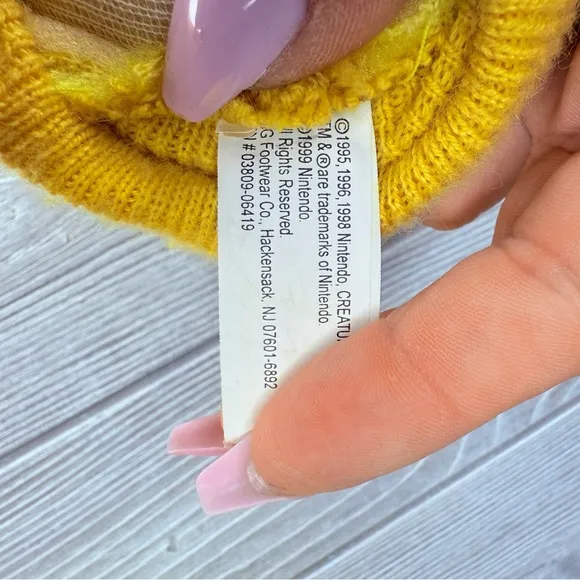 ©1995, 1996, 1998 Nintendo, CREATU
TM & ® are trademarks of Nintendo.
©1999 Nintendo.
All Rights Reserved.
G Footwear Co., Hackensack, NJ 07601-6892
# 03809-06419